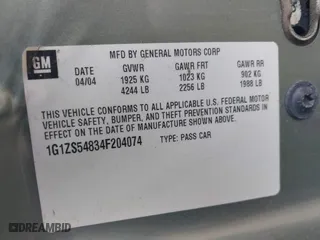 GM
MFD BY GENERAL MOTORS CORP
DATE GVWR GAWR FRT GAWR RR
04/04 1925 KG 1023 KG 902 KG
4244 LB 2256 LB 1988 LB
THIS VEHICLE CONFORMS TO ALL APPLICABLE U.S. FEDERAL MOTOR
VEHICLE SAFETY, BUMPER, AND THEFT PREVENTION STANDARDS IN
EFFECT ON THE DATE OF MANUFACTURE SHOWN ABOVE.
1G1ZS54834F204074 TYPE: PASS CAR
AUTOHELPERBOT.COM